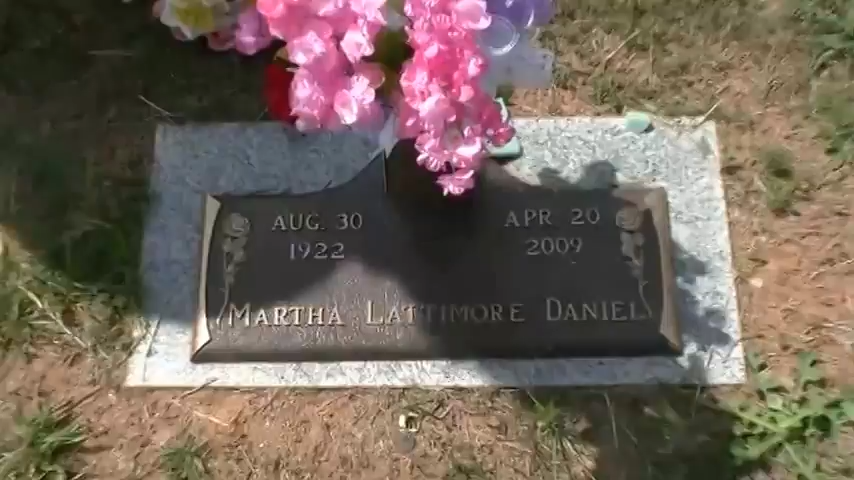 AUG. 30
1922
APR 20
2009
MARTHA LATTIMORE DANIEL